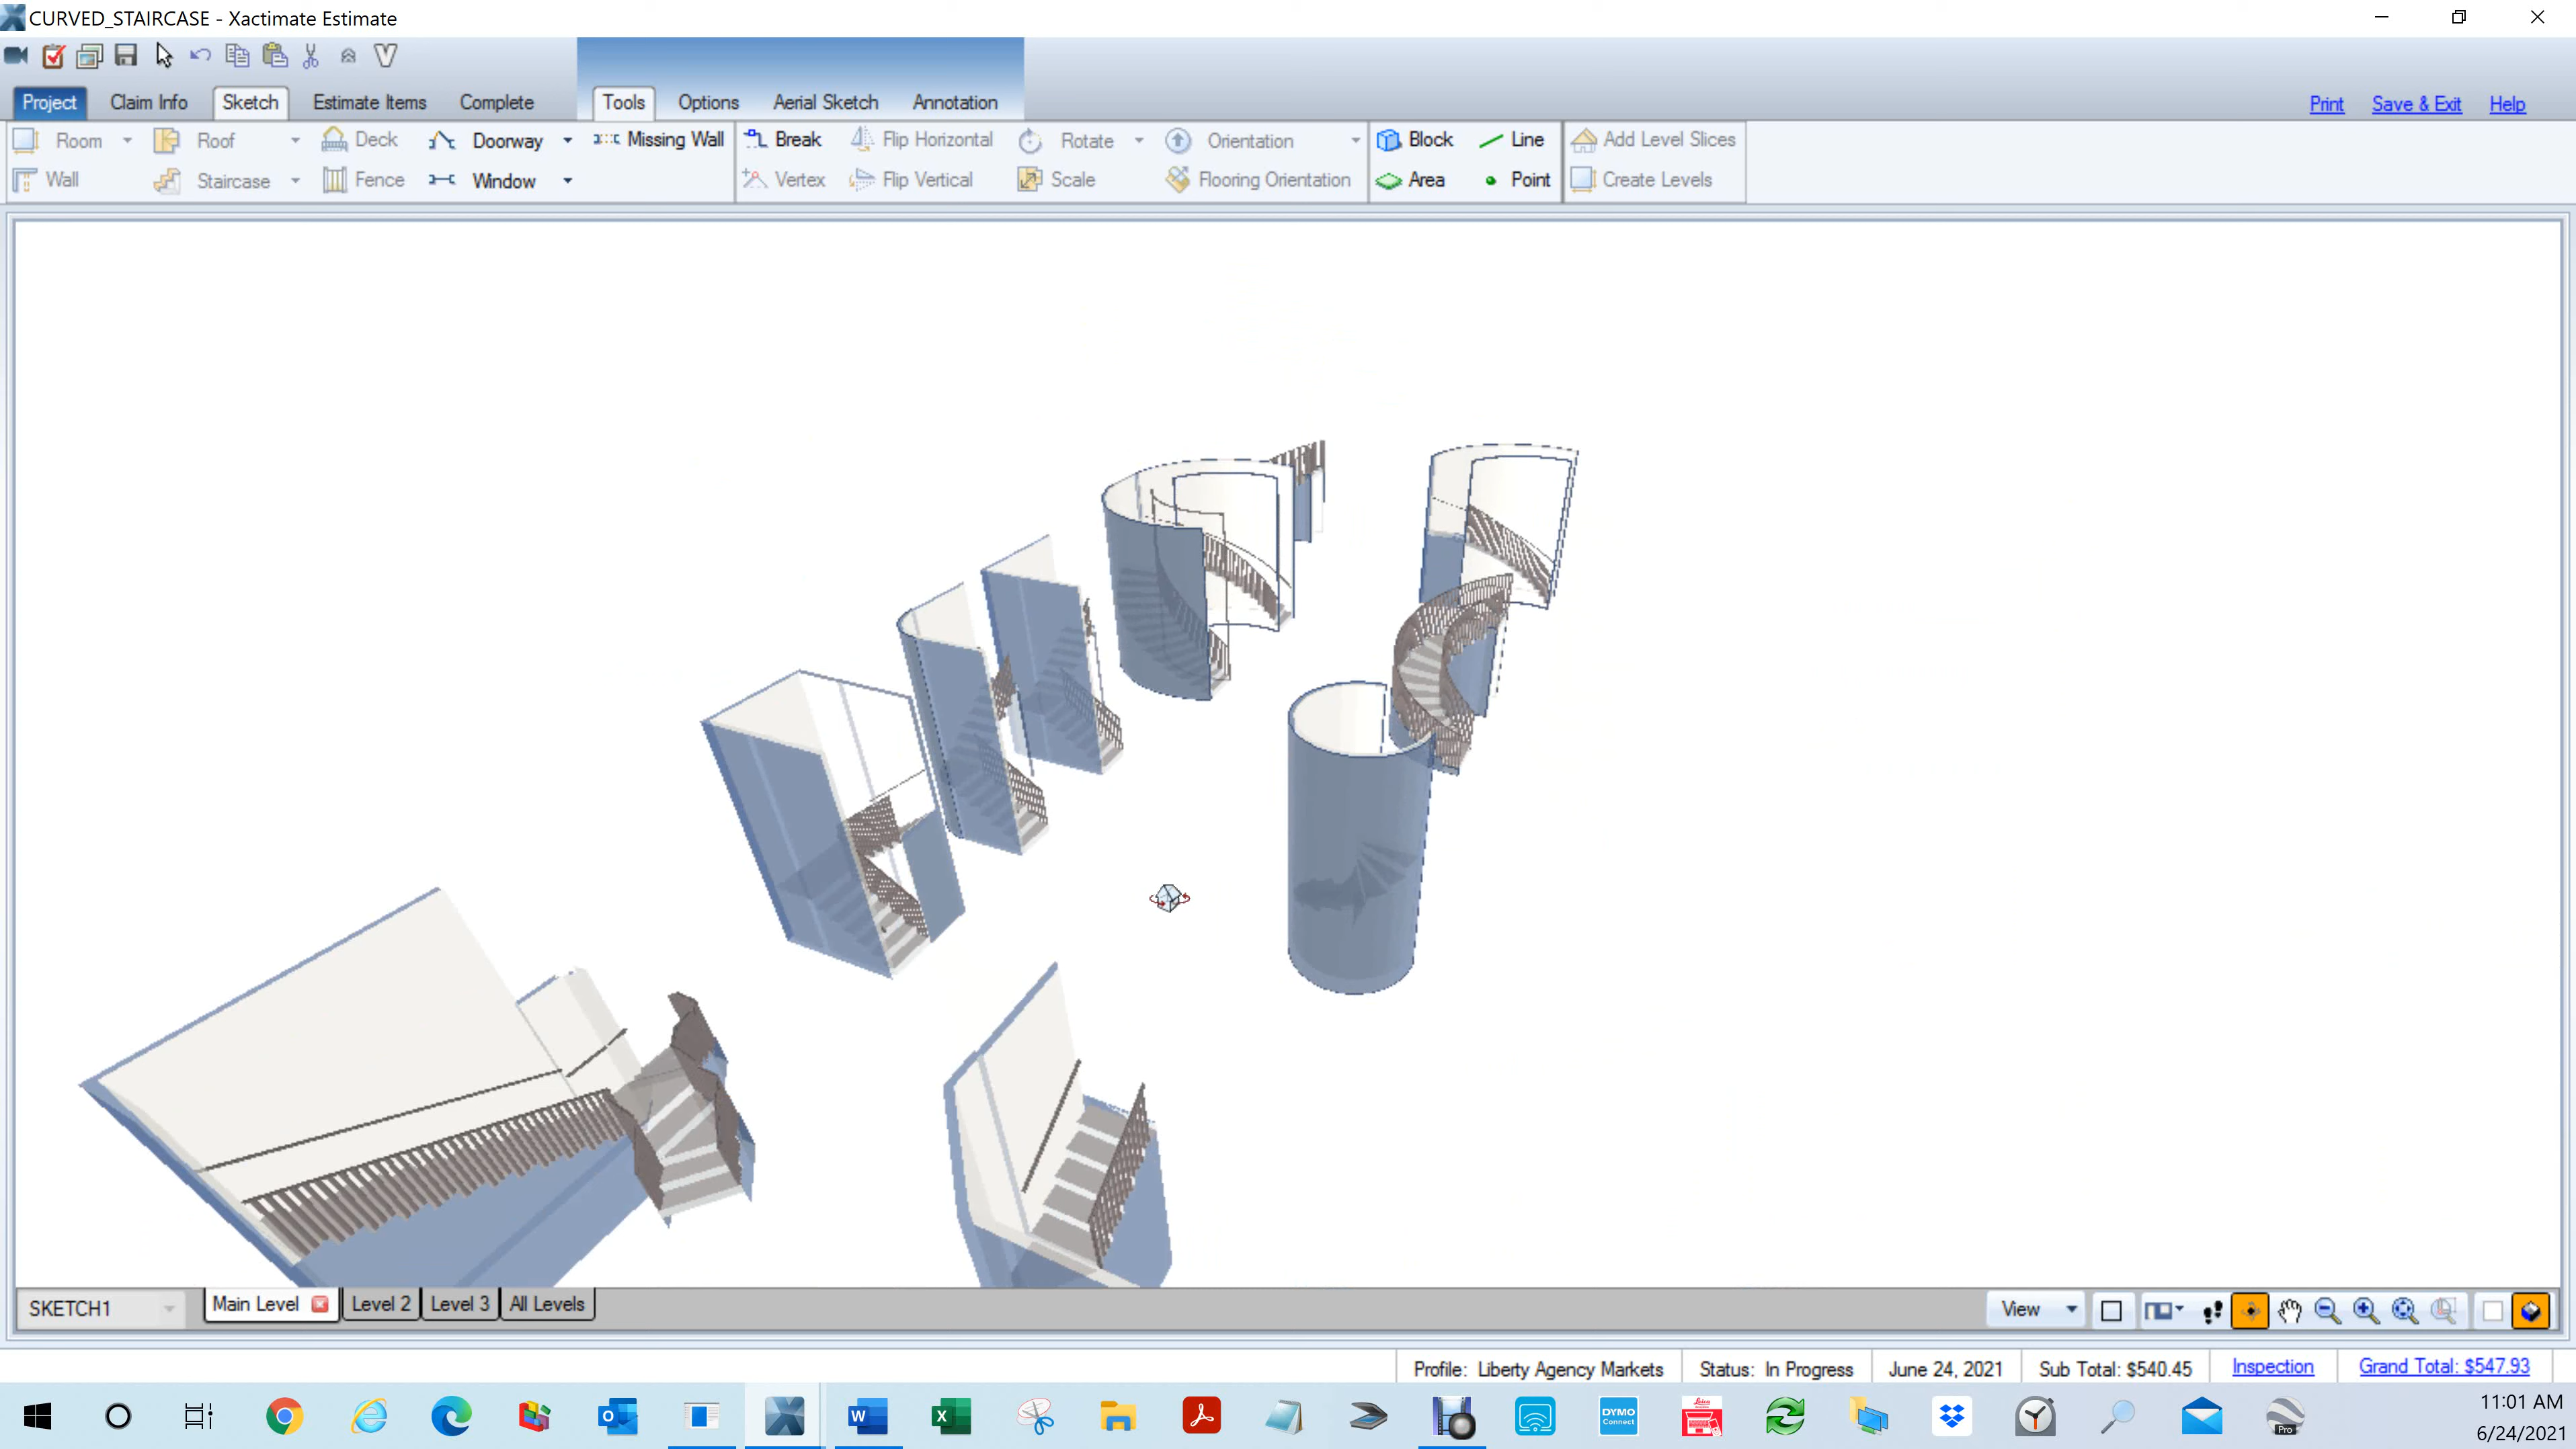 CURVED_STAIRCASE - Xactimate Estimate
Project Claim Info Sketch Estimate Items Complete Tools Options Aerial Sketch Annotation Print Save & Exit Help
Room Roof Deck Doorway Missing Wall Break Flip Horizontal Rotate Orientation Block Line Add Level Slices
Wall Staircase Fence Window Vertex Flip Vertical Scale Flooring Orientation Area Point Create Levels
SKETCH1 Main Level Level 2 Level 3 All Levels View
Profile: Liberty Agency Markets Status: In Progress June 24, 2021 Sub Total: $540.45 Inspection Grand Total: $547.93
DYMO
Connect
Pro
11:01 AM
6/24/2021